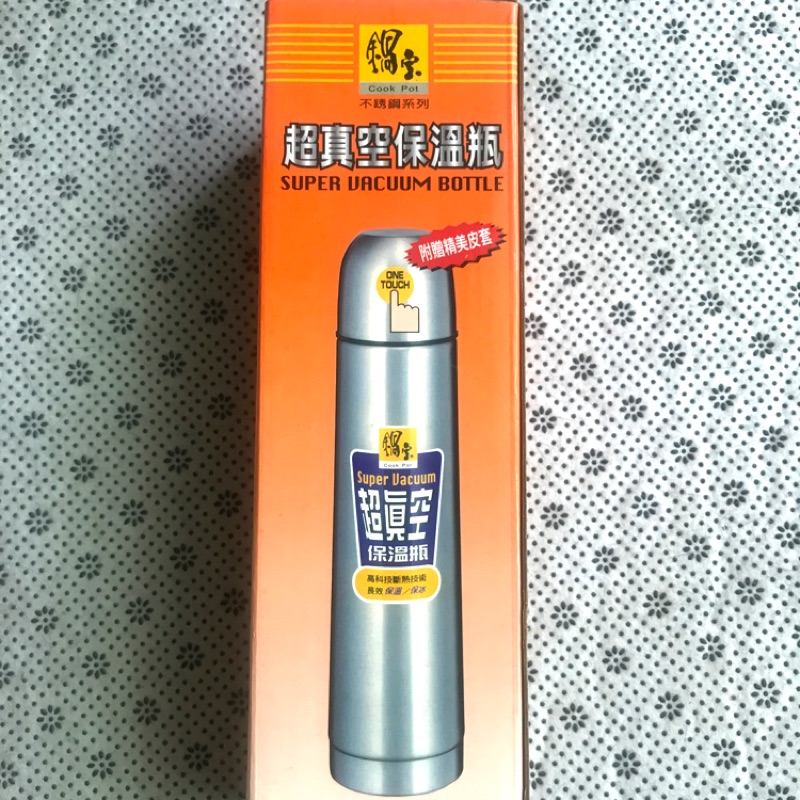 鍋宝
Cook Pot
不銹鋼系列
超真空保溫瓶
SUPER VACUUM BOTTLE
附贈精美皮套
ONE
TOUCH
鍋宝
Cook Pot
Super Vacuum
超真空
保溫瓶
高科技斷熱技術
長效保溫/保冰